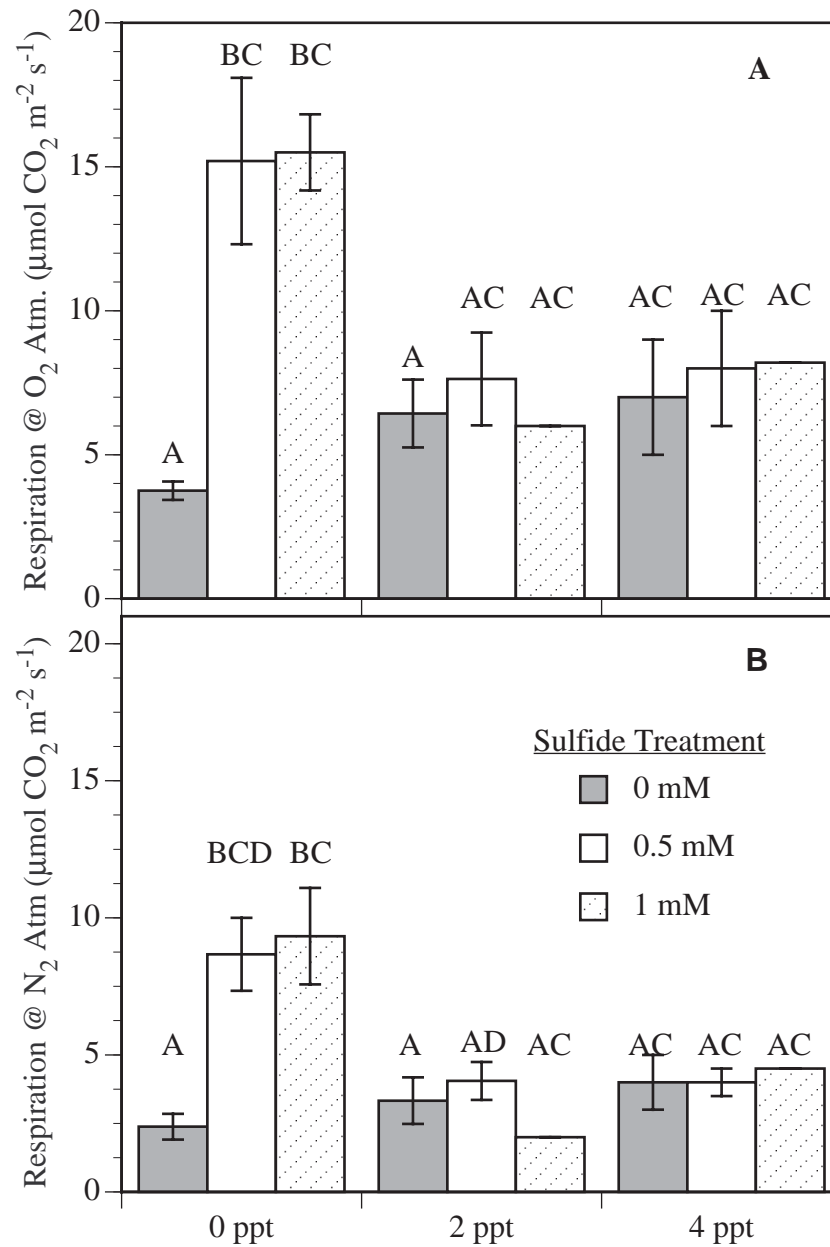 20
BC BC
A
Respiration @ O2 Atm. (µmol CO2 m-2 s-1)
15
10
AC AC AC AC AC
A
5
A
0
20
B
Respiration @ N2 Atm (µmol CO2 m-2 s-1)
Sulfide Treatment
0 mM
15
0.5 mM
BCD BC
1 mM
10
5
A A AD AC AC AC AC
0
0 ppt 2 ppt 4 ppt